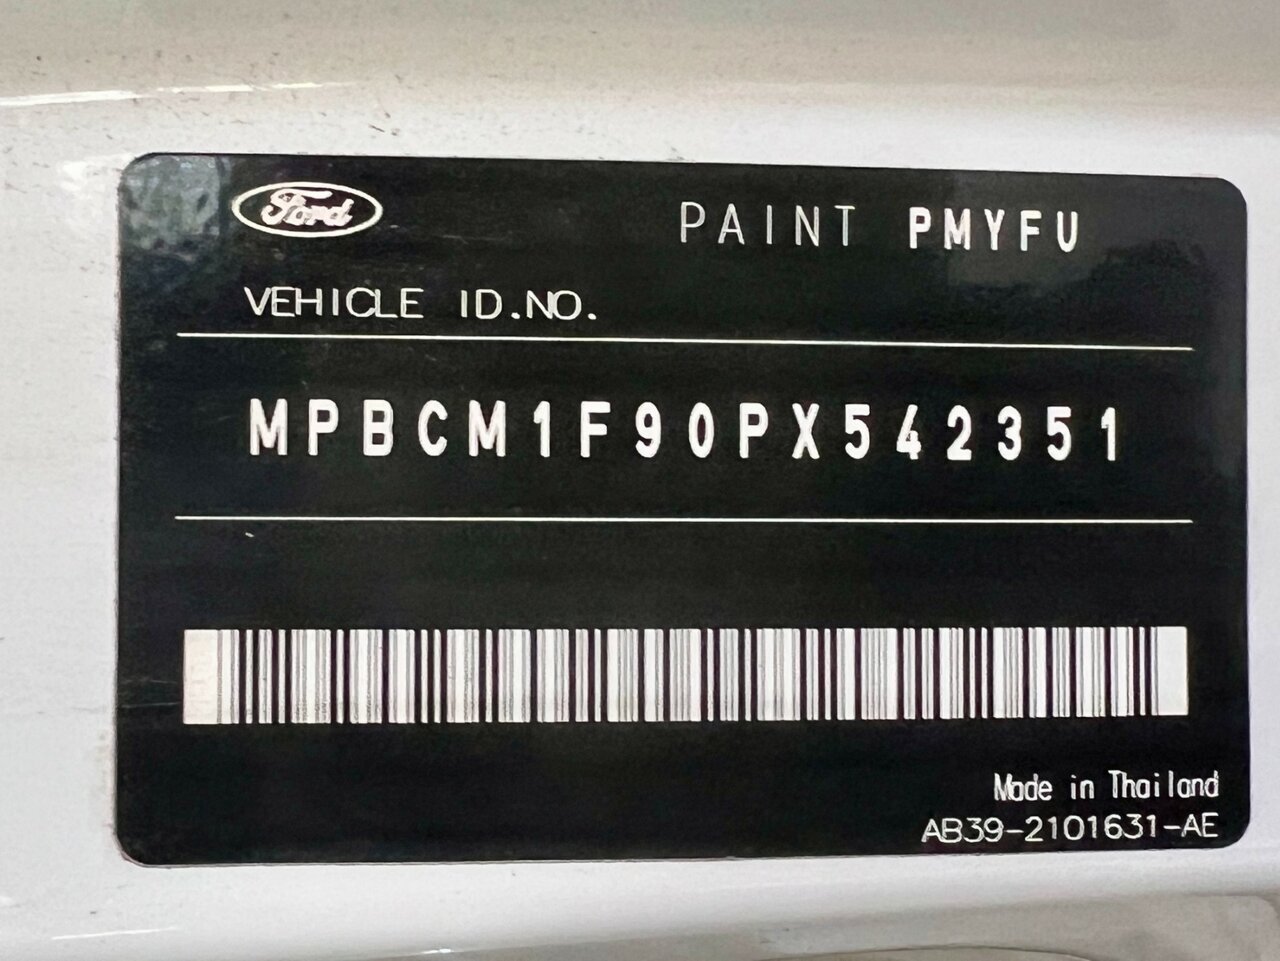 Ford
PAINT PMYFU
VEHICLE ID.NO.
MPBCM1F90PX542351
Made in Thailand
AB39-2101631-AE